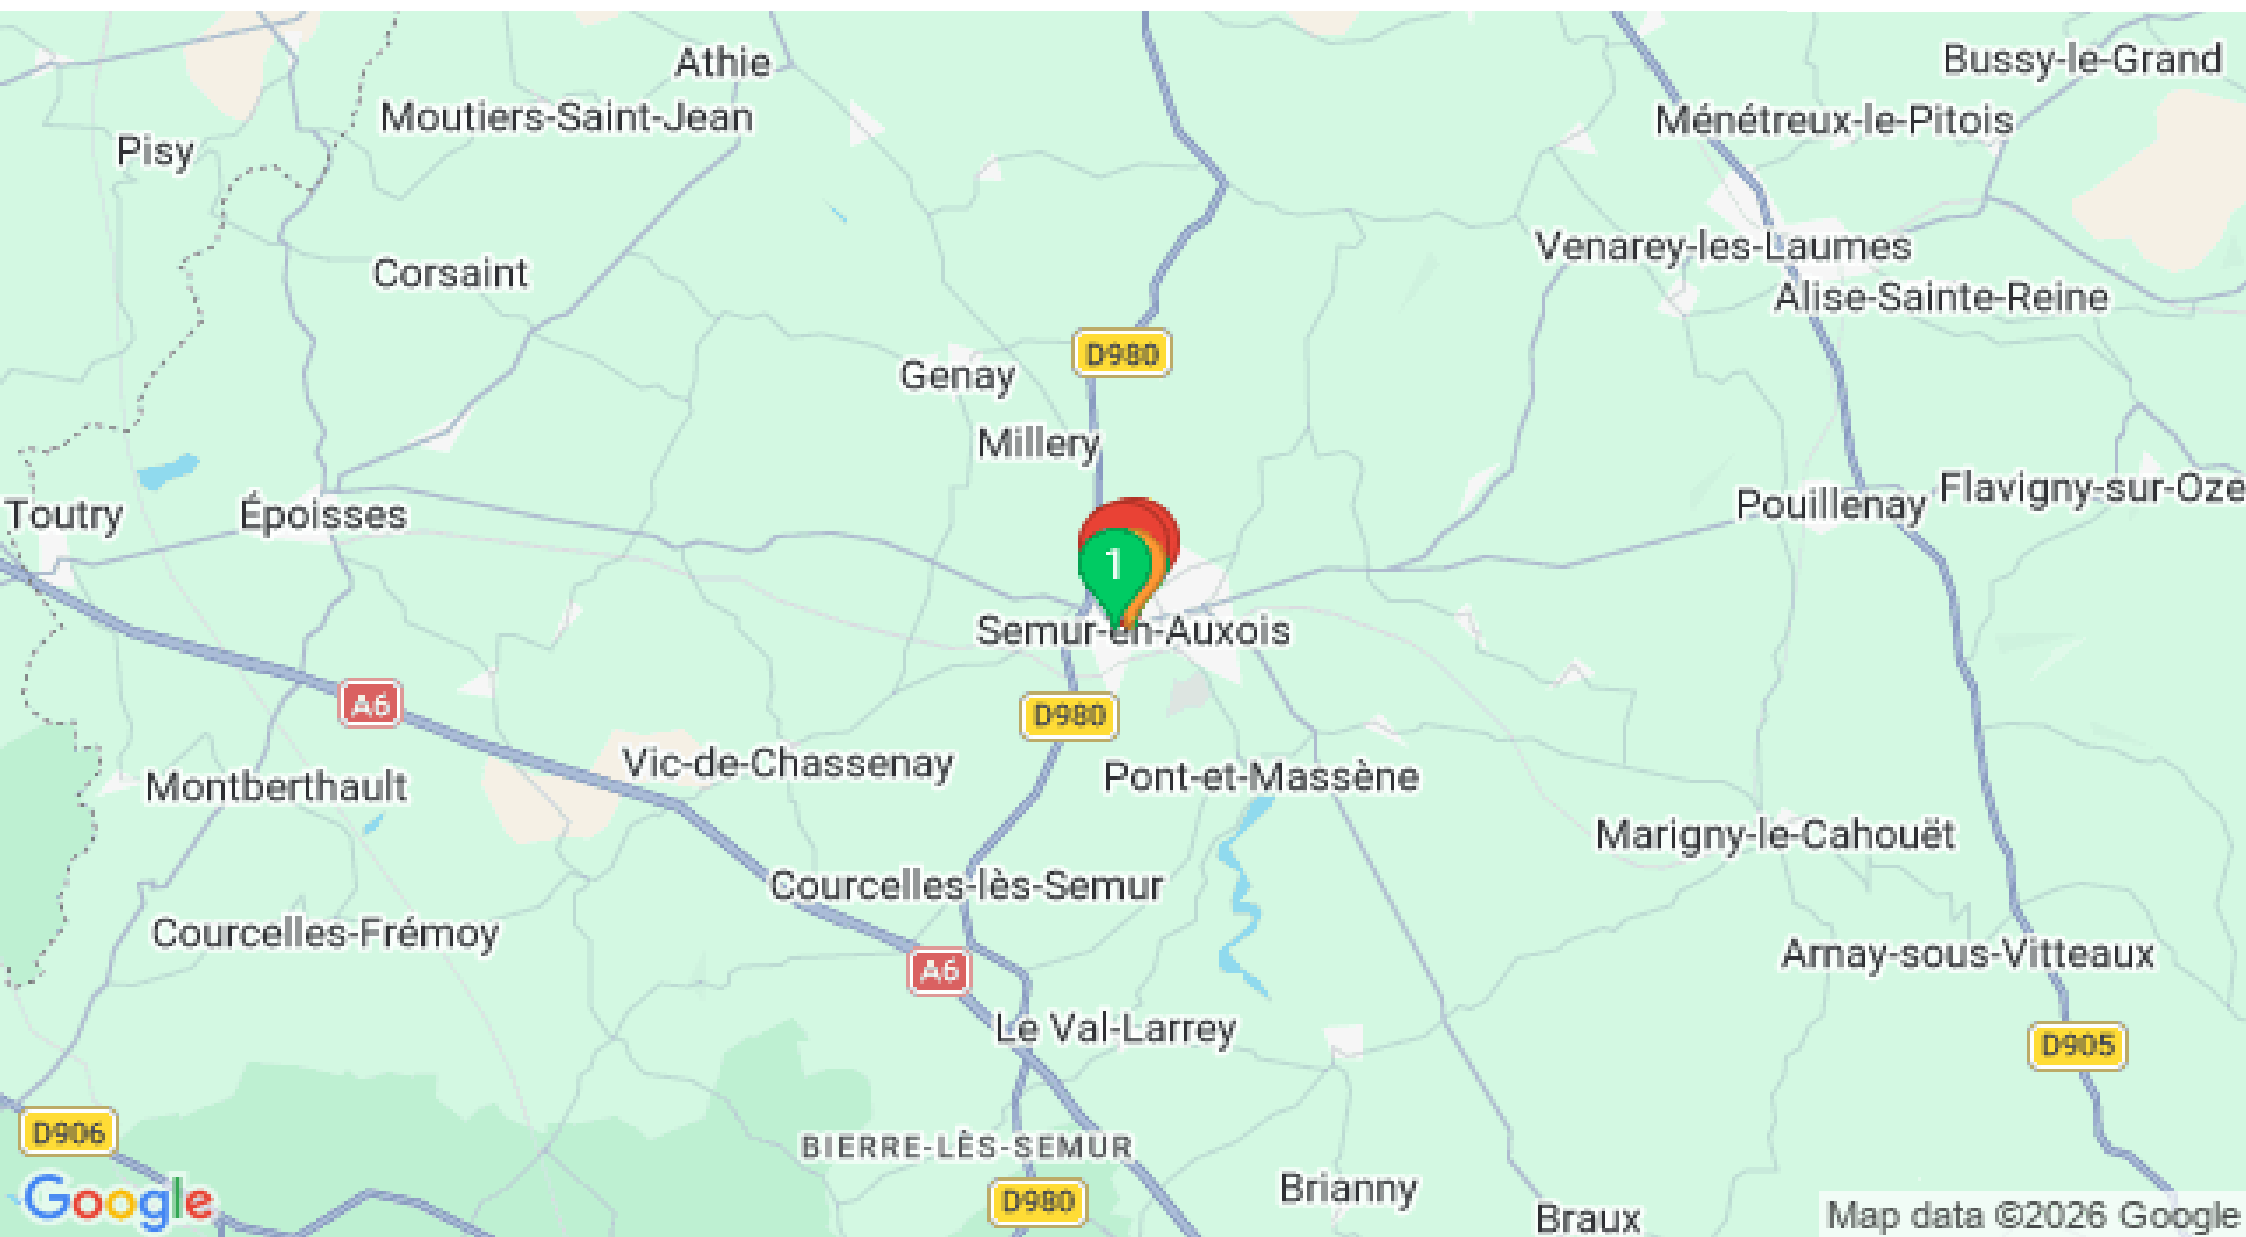 Bussy-le-Grand
Athie
Moutiers-Saint-Jean
Ménétreux-le-Pitois
Pisy
Venarey-les-Laumes
Corsaint
Alise-Sainte-Reine
D980
Genay
Millery
Flavigny-sur-Oze
Toutry
Époisses
Pouillenay
1
Semur-en-Auxois
A6
D980
Vic-de-Chassenay
Pont-et-Massène
Montberthault
Marigny-le-Cahouët
Courcelles-lès-Semur
Courcelles-Frémoy
Arnay-sous-Vitteaux
A6
Le Val-Larrey
D905
D906
BIERRE-LÈS-SEMUR
Brianny
D980
Google
Braux
Map data ©2026 Google